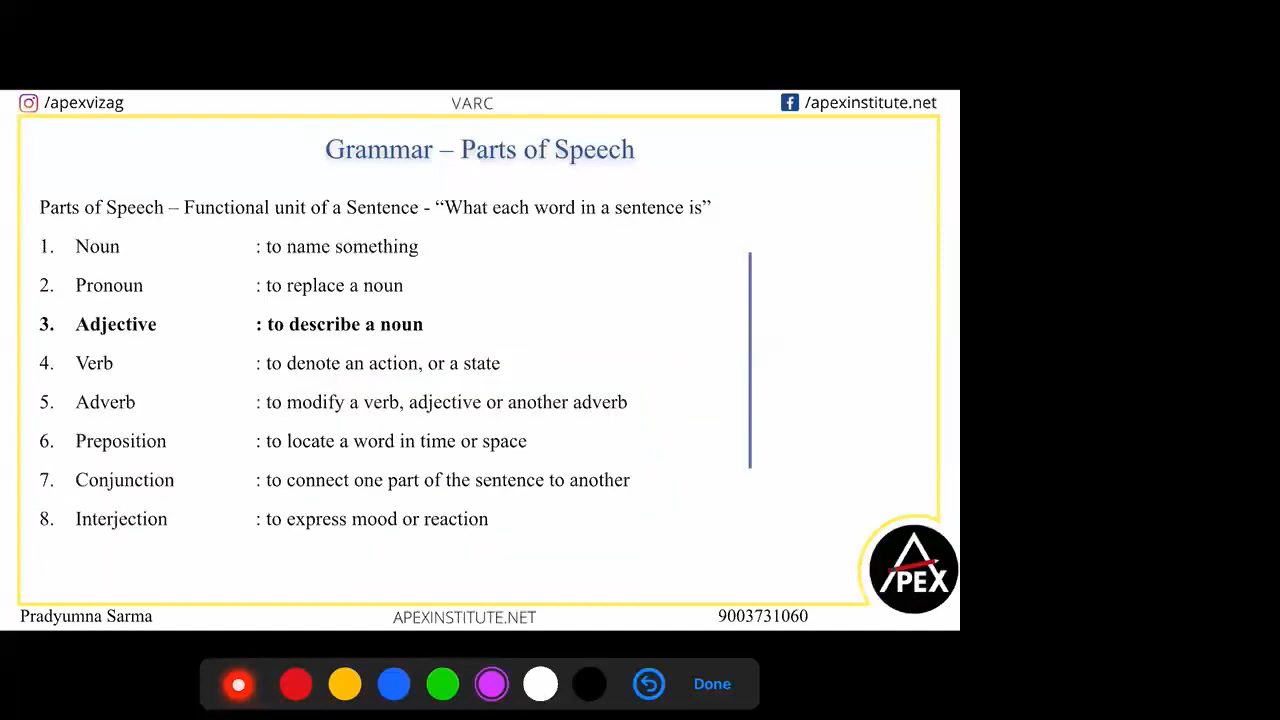 /apexvizag VARC /apexinstitute.net
Grammar – Parts of Speech
Parts of Speech – Functional unit of a Sentence - “What each word in a sentence is”
1. Noun : to name something
2. Pronoun : to replace a noun
3. Adjective : to describe a noun
4. Verb : to denote an action, or a state
5. Adverb : to modify a verb, adjective or another adverb
6. Preposition : to locate a word in time or space
7. Conjunction : to connect one part of the sentence to another
8. Interjection : to express mood or reaction
APEX
Pradyumna Sarma APEXINSTITUTE.NET 9003731060
Done